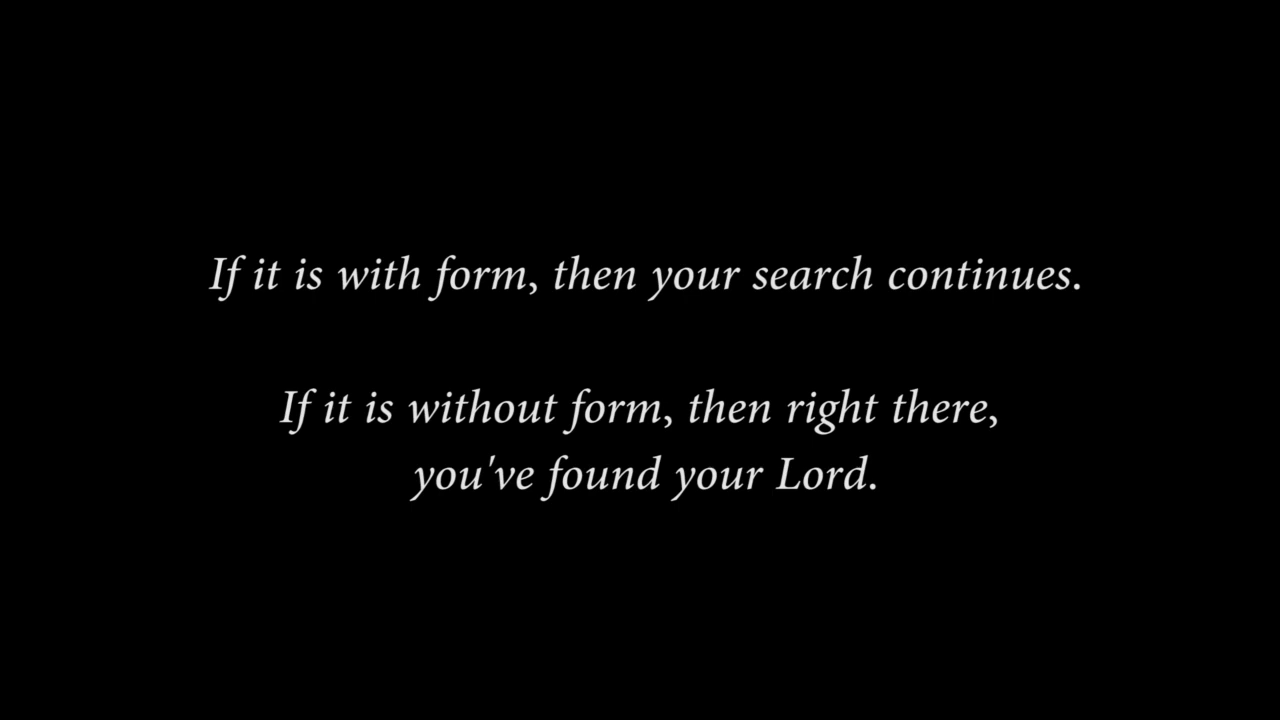 If it is with form, then your search continues.
If it is without form, then right there,
you've found your Lord.